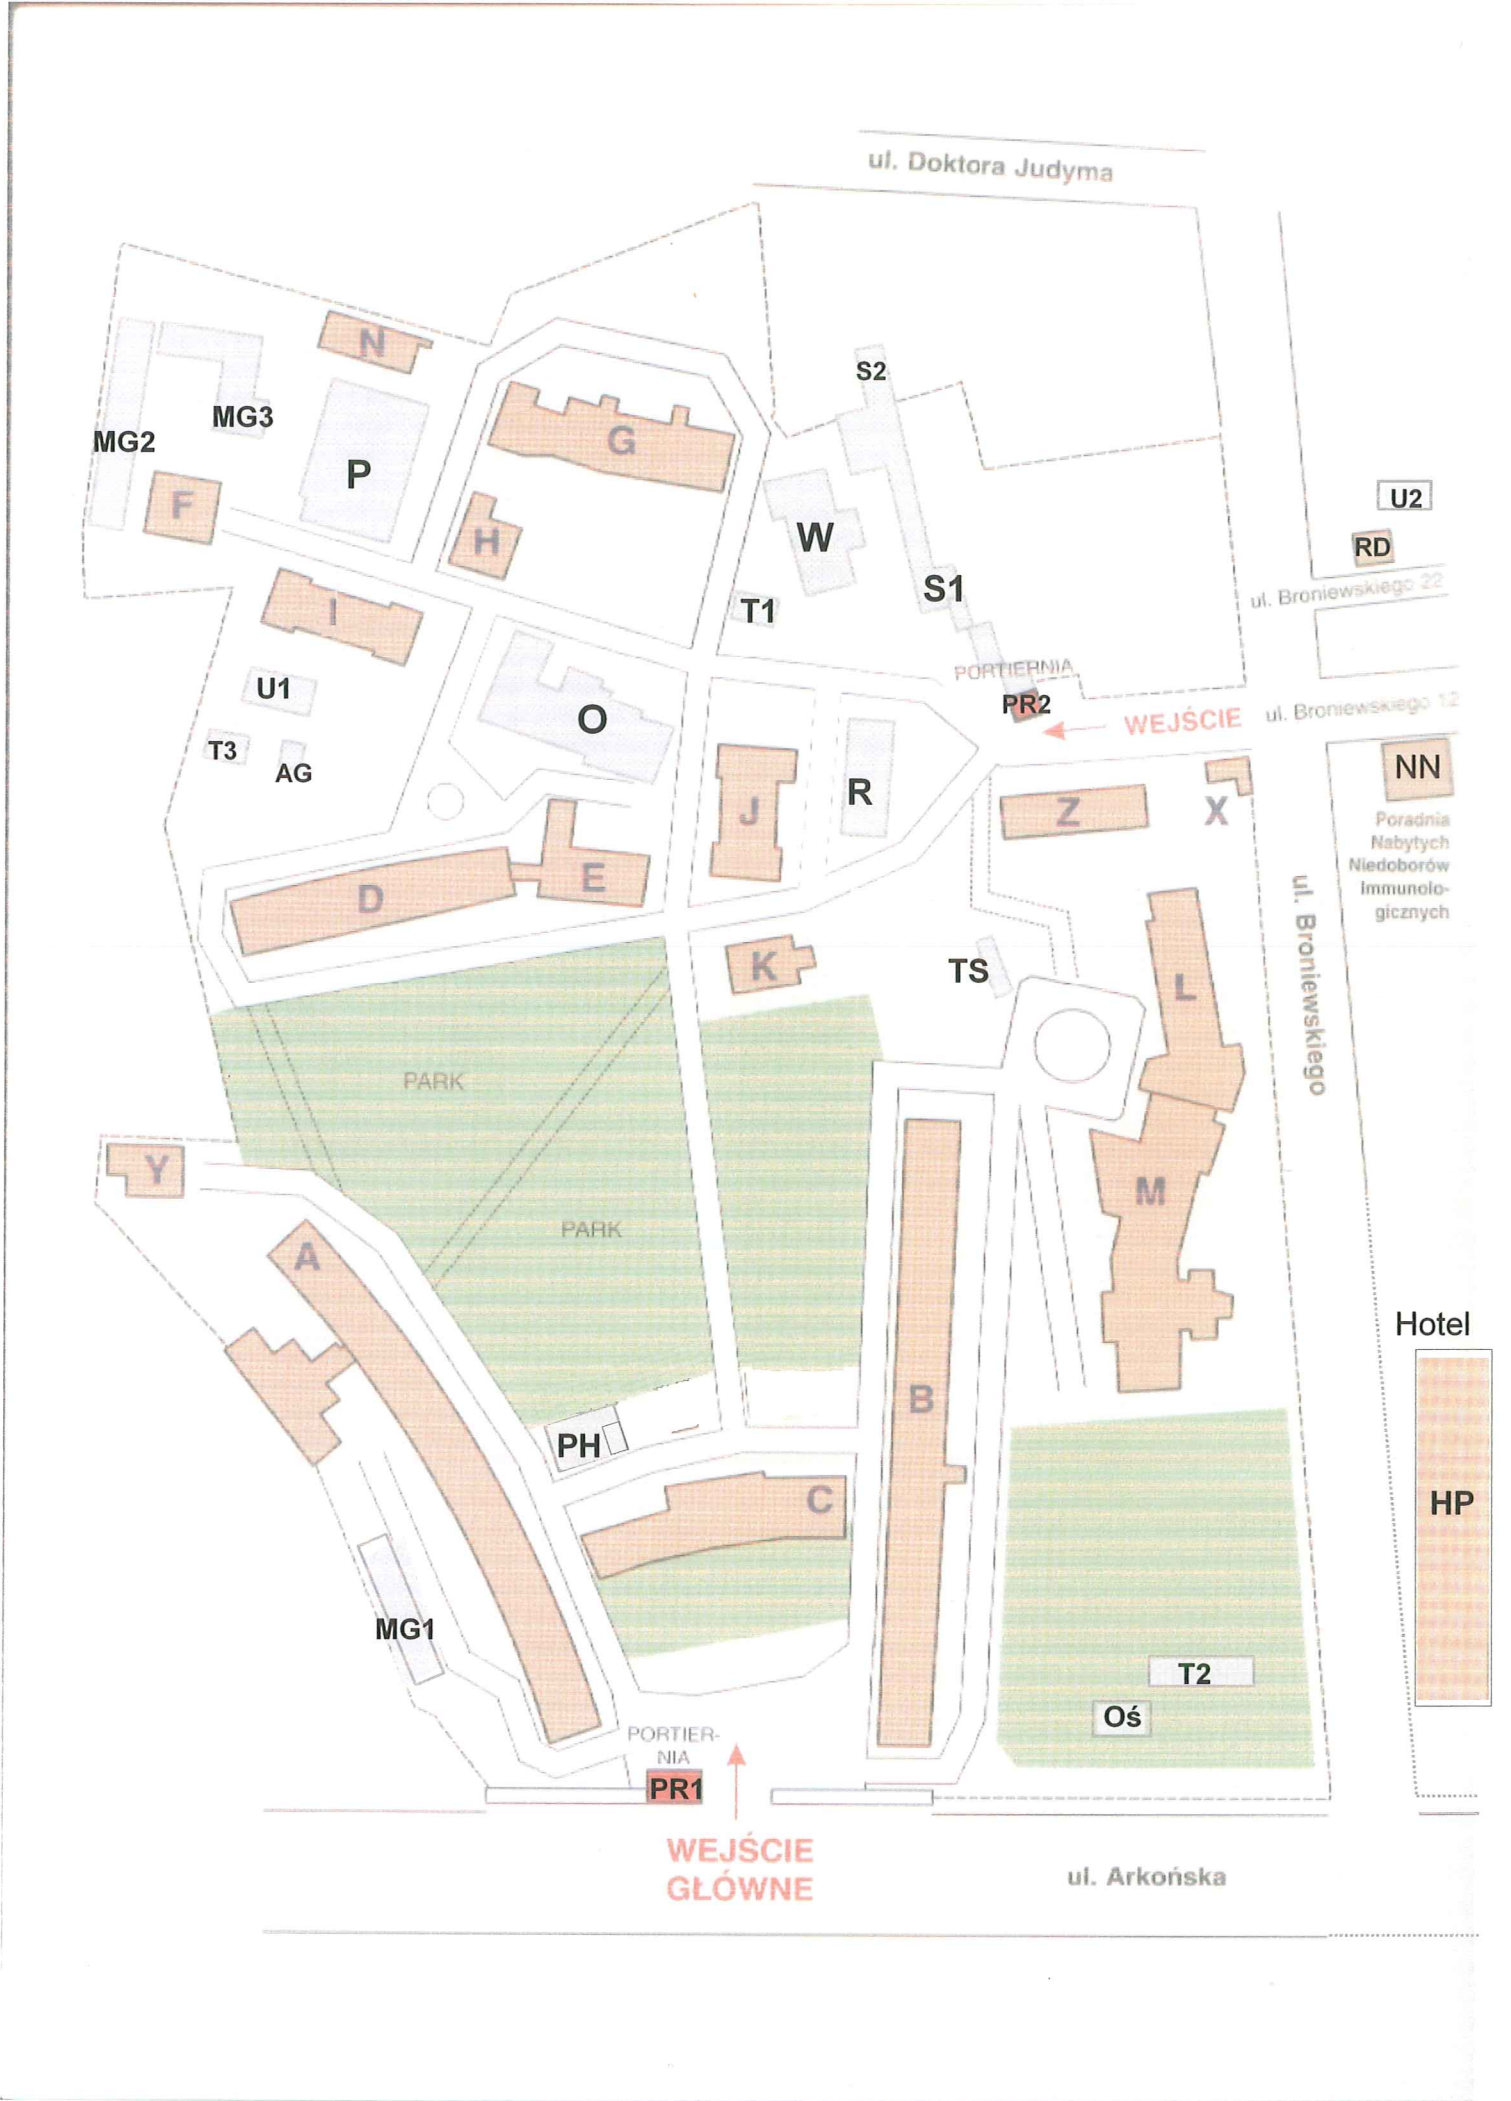 ul. Doktora Judyma
N
S2
MG3
MG2
P
G
F
H
W
U2
RD
S1
ul. Broniewskiego 22
I
T1
PORTIERNIA
U1
O
PR2
WEJŚCIE
ul. Broniewskiego 12
T3
AG
J
R
Z
X
NN
Poradnia
Nabytych
Niedoborów
Immunolo-
gicznych
D
E
K
TS
L
ul. Broniewskiego
PARK
Y
M
PARK
A
Hotel
B
PH
C
HP
MG1
T2
Oś
PORTIER-
NIA
PR1
WEJŚCIE
GŁÓWNE
ul. Arkońska